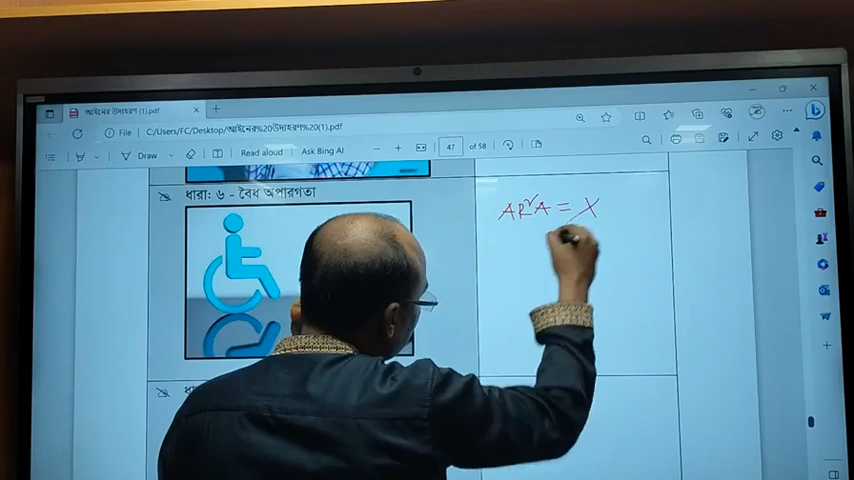 আইনের উদাহরণ (1).pdf
File
C:/Users/FC/Desktop/আইনের%20উদাহরণ%20(1).pdf
Draw
Read aloud
Ask Bing AI
47
of 58
ধারা: ৬ - বৈধ অপারগতা
AR²A = X